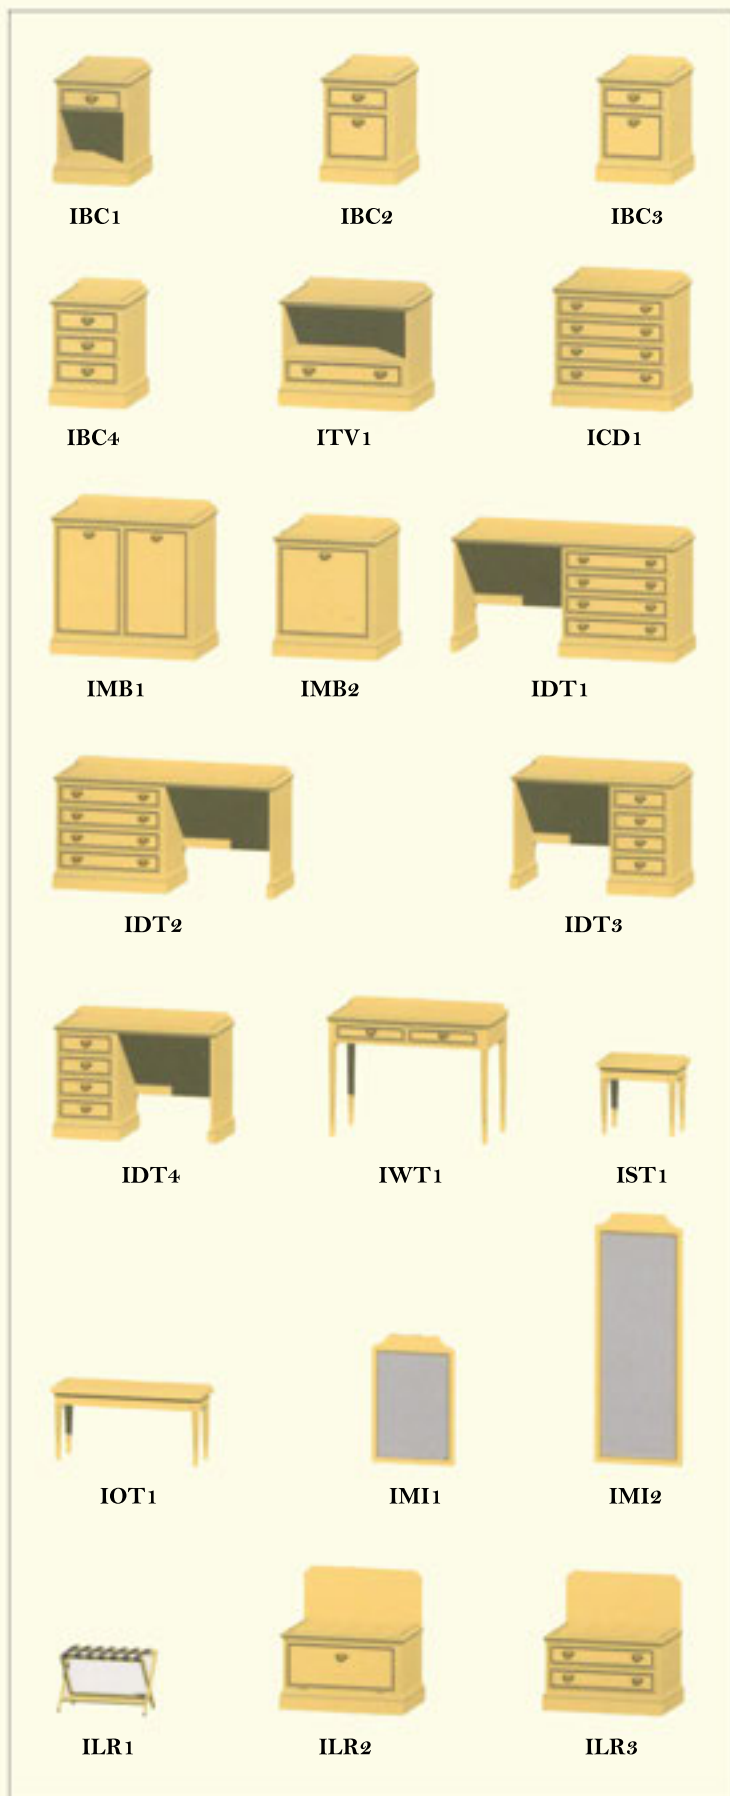 IBC1
IBC2
IBC3
IBC4
ITV1
ICD1
IMB1
IMB2
IDT1
IDT2
IDT3
IDT4
IWT1
IST1
IOT1
IMI1
IMI2
ILR1
ILR2
ILR3